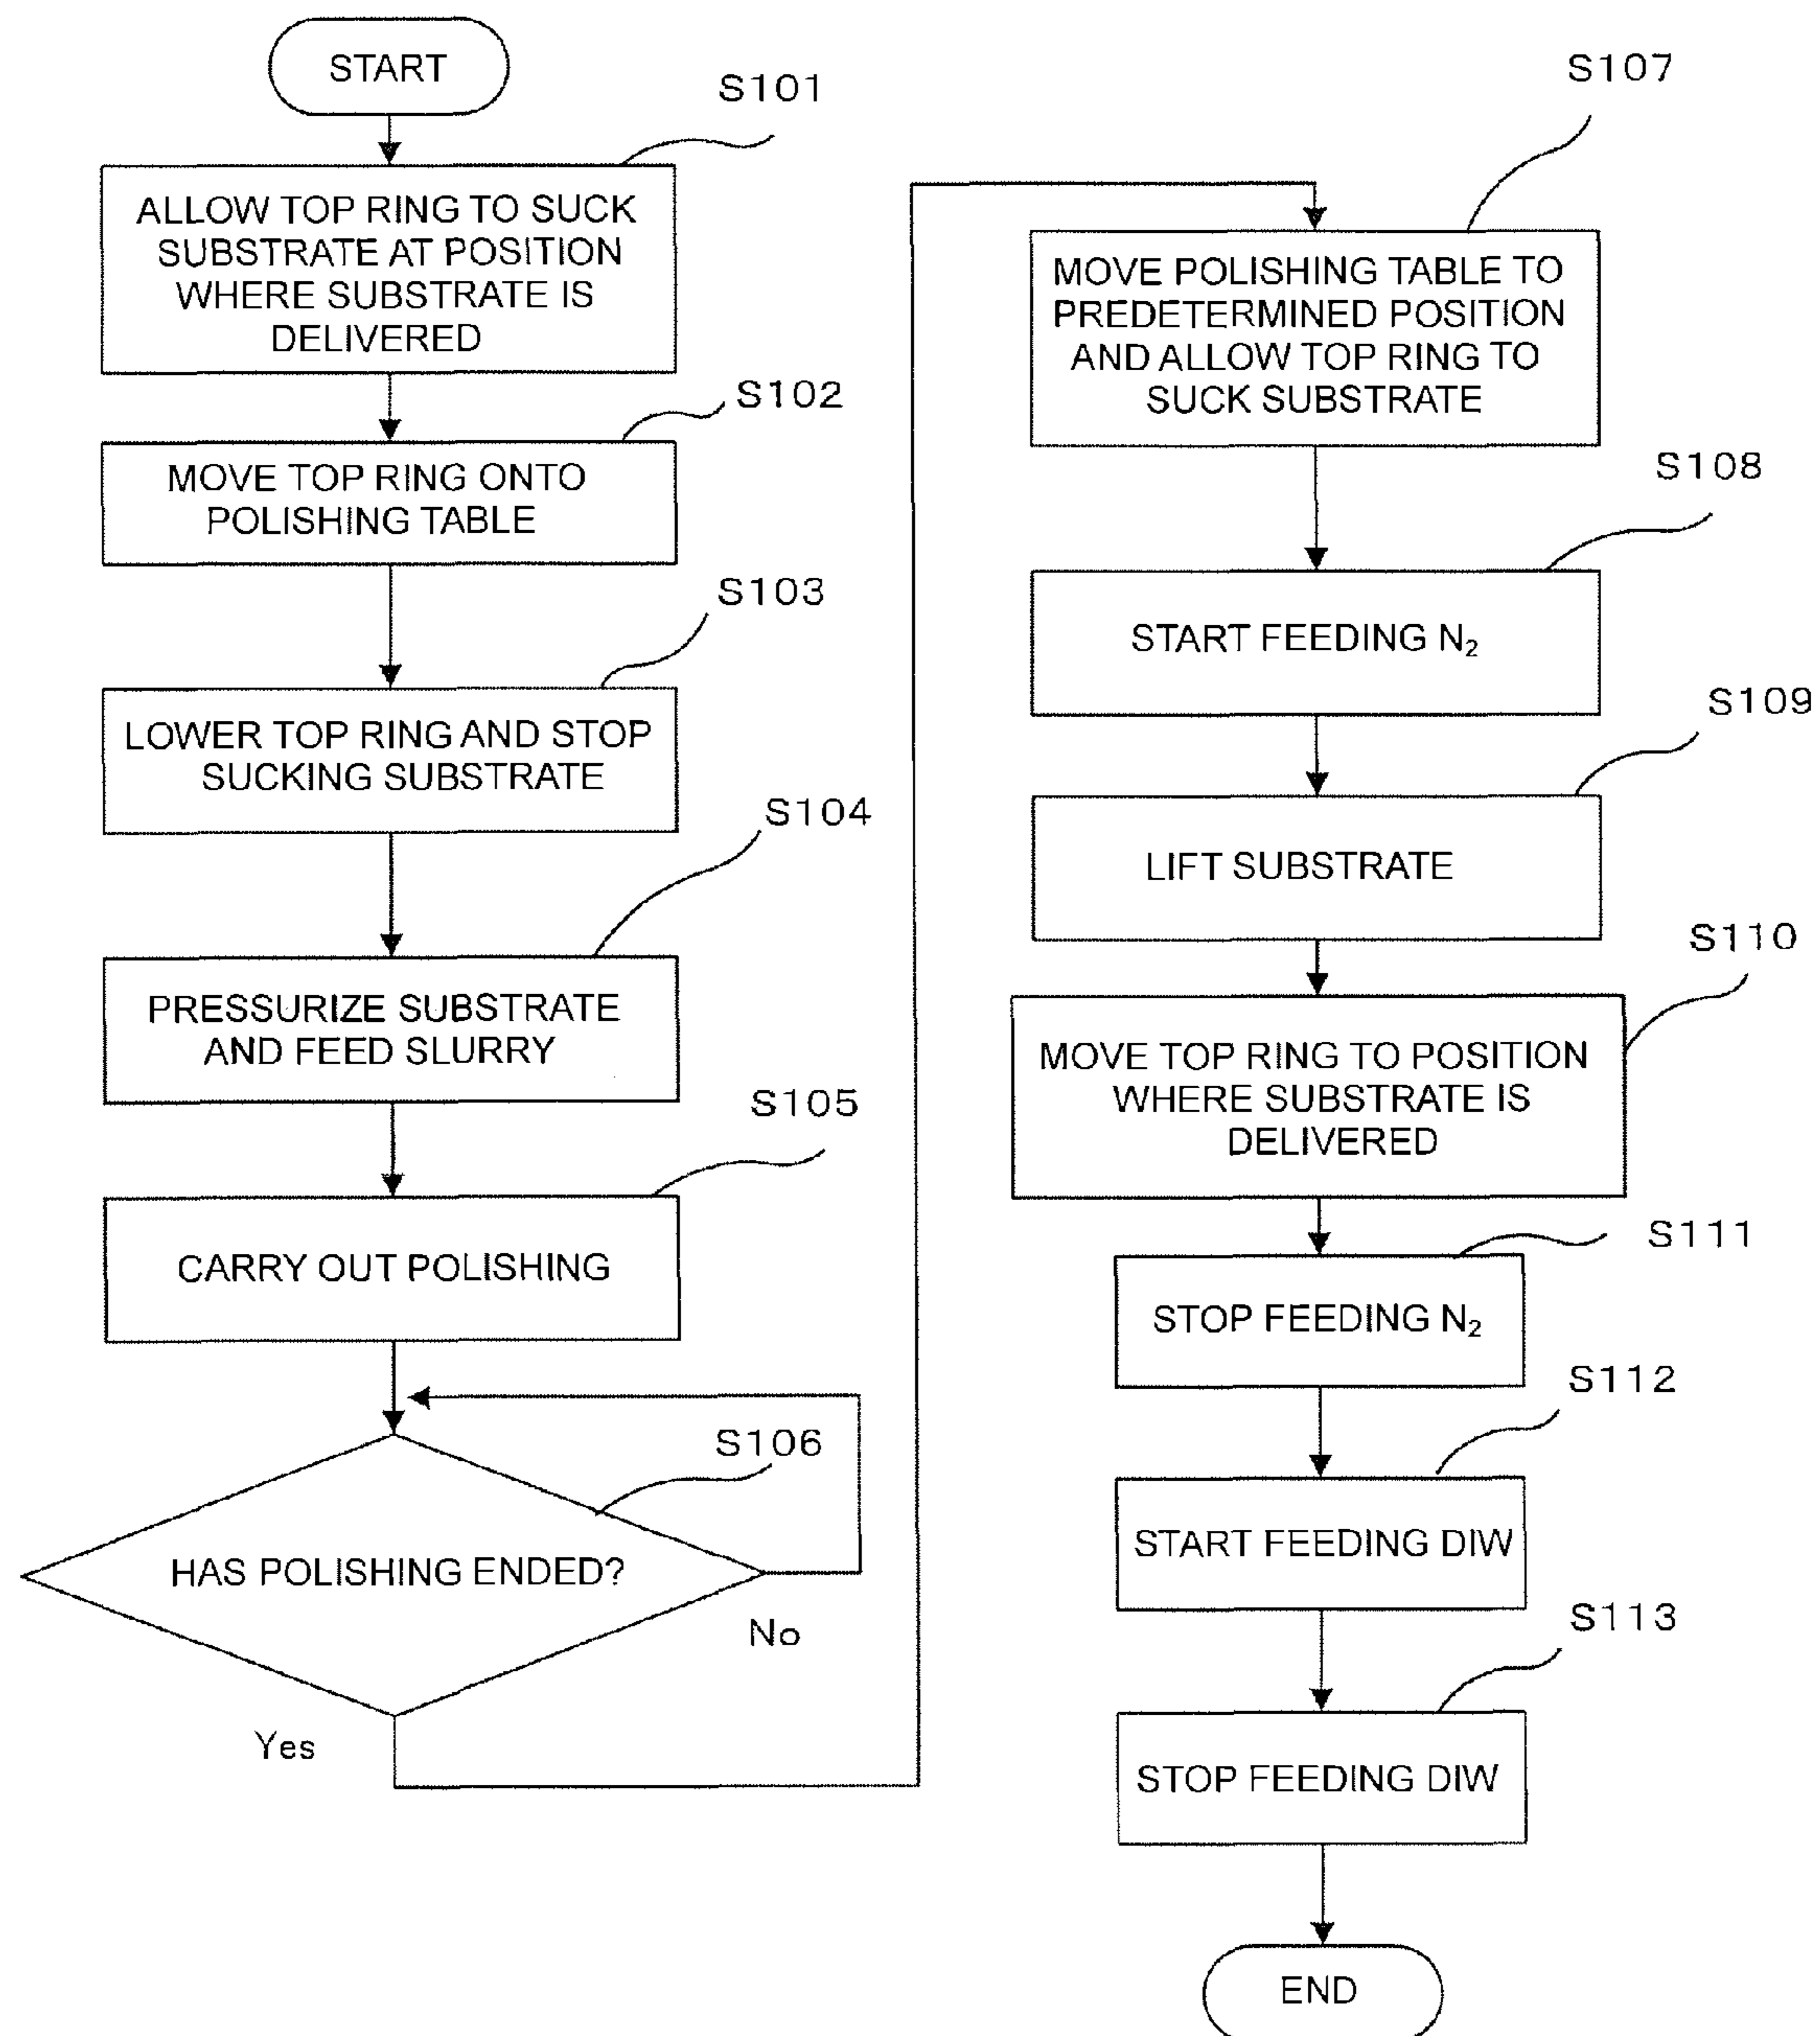 START
S101
ALLOW TOP RING TO SUCK
SUBSTRATE AT POSITION
WHERE SUBSTRATE IS
DELIVERED
S102
MOVE TOP RING ONTO
POLISHING TABLE
S103
LOWER TOP RING AND STOP
SUCKING SUBSTRATE
S104
PRESSURIZE SUBSTRATE
AND FEED SLURRY
S105
CARRY OUT POLISHING
S106
HAS POLISHING ENDED?
No
Yes
S107
MOVE POLISHING TABLE TO
PREDETERMINED POSITION
AND ALLOW TOP RING TO
SUCK SUBSTRATE
S108
START FEEDING N₂
S109
LIFT SUBSTRATE
S110
MOVE TOP RING TO POSITION
WHERE SUBSTRATE IS
DELIVERED
S111
STOP FEEDING N₂
S112
START FEEDING DIW
S113
STOP FEEDING DIW
END